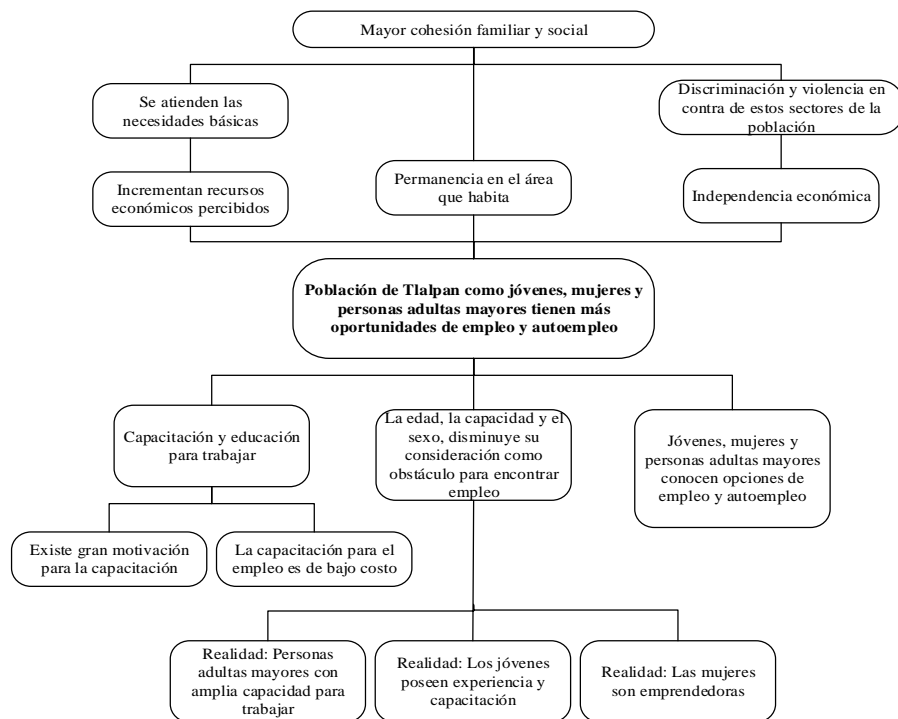 Mayor cohesión familiar y social
Se atienden las
necesidades básicas
Discriminación y violencia en
contra de estos sectores de la
población
Incrementan recursos
económicos percibidos
Permanencia en el área
que habita
Independencia económica
Población de Tlalpan como jóvenes, mujeres y
personas adultas mayores tienen más
oportunidades de empleo y autoempleo
Capacitación y educación
para trabajar
La edad, la capacidad y el
sexo, disminuye su
consideración como
obstáculo para encontrar
empleo
Jóvenes, mujeres y
personas adultas mayores
conocen opciones de
empleo y autoempleo
Existe gran motivación
para la capacitación
La capacitación para el
empleo es de bajo costo
Realidad: Personas
adultas mayores con
amplia capacidad para
trabajar
Realidad: Los jóvenes
poseen experiencia y
capacitación
Realidad: Las mujeres
son emprendedoras